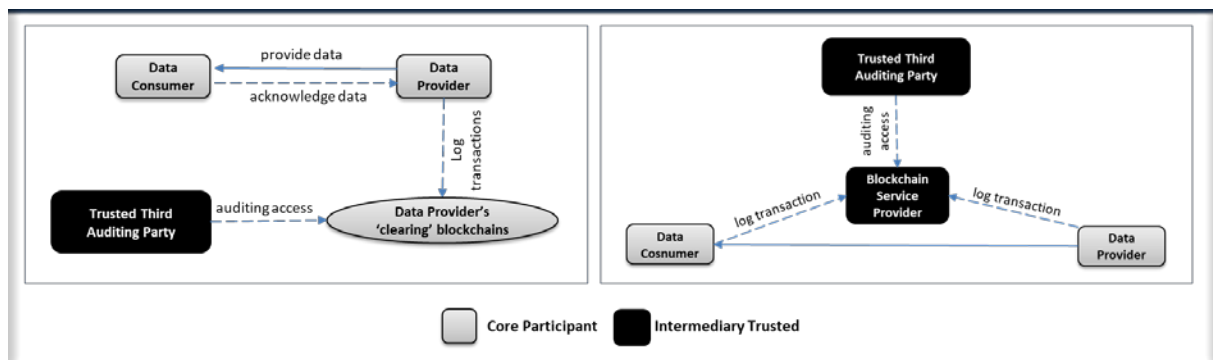 provide data
Data
Consumer
Data
Provider
acknowledge data
Log
transactions
Trusted Third
Auditing Party
auditing access
Data Provider's
'clearing' blockchains
Trusted Third
Auditing Party
auditing
access
Blockchain
Service
Provider
log transaction
log transaction
Data
Cosnumer
Data
Provider
Core Participant
Intermediary Trusted